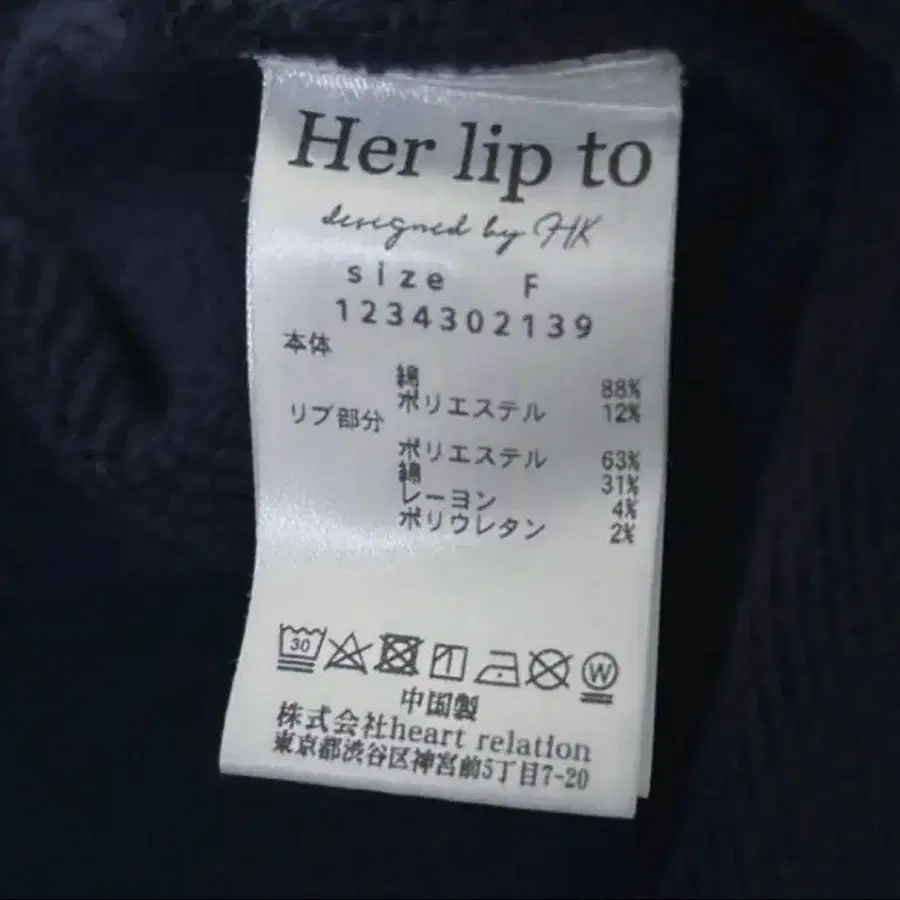 Her lip to
designed by HK
size F
1234302139
本体
綿 88%
ポリエステル 12%
リブ部分
ポリエステル 63%
綿 31%
レーヨン 4%
ポリウレタン 2%
30 W
中国製
株式会社heart relation
東京都渋谷区神宮前5丁目7-20